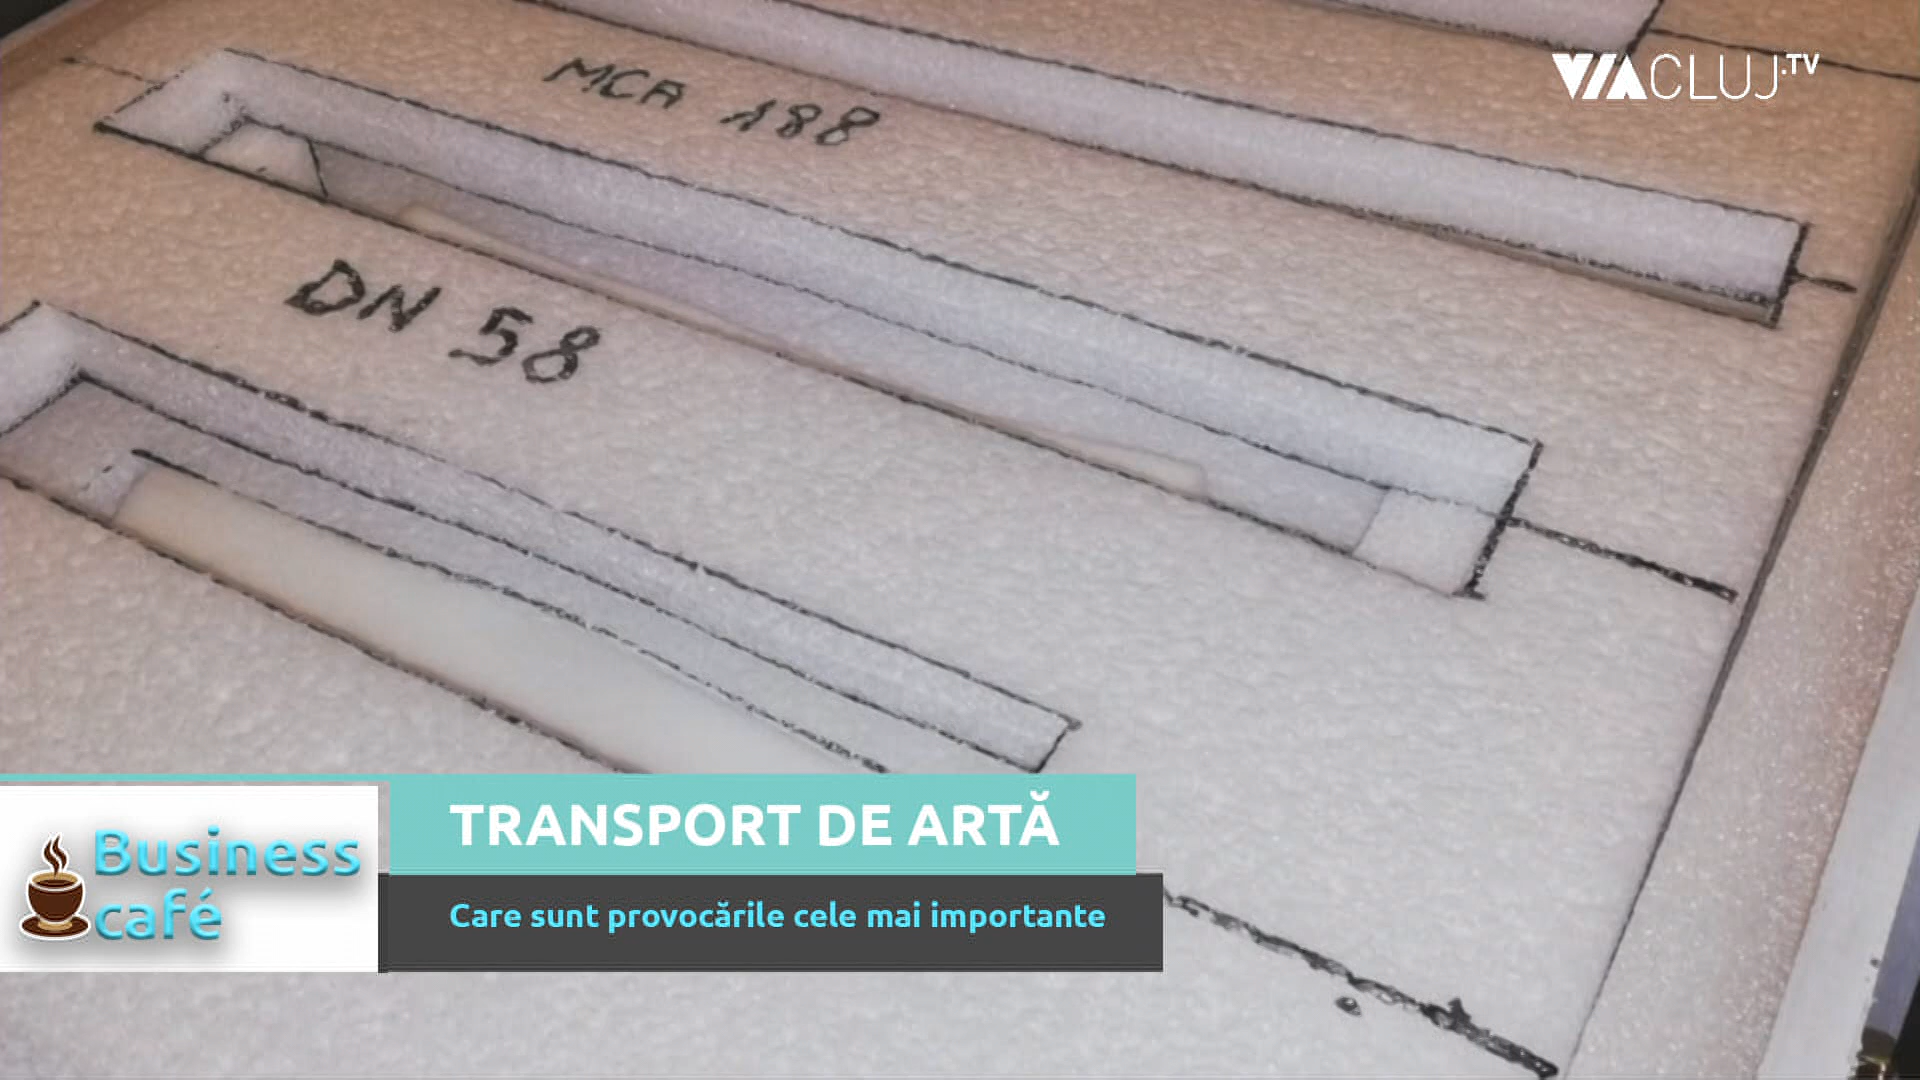 VIACLUJ.TV
MCA 188
DN 58
TRANSPORT DE ARTĂ
Business
café
Care sunt provocările cele mai importante